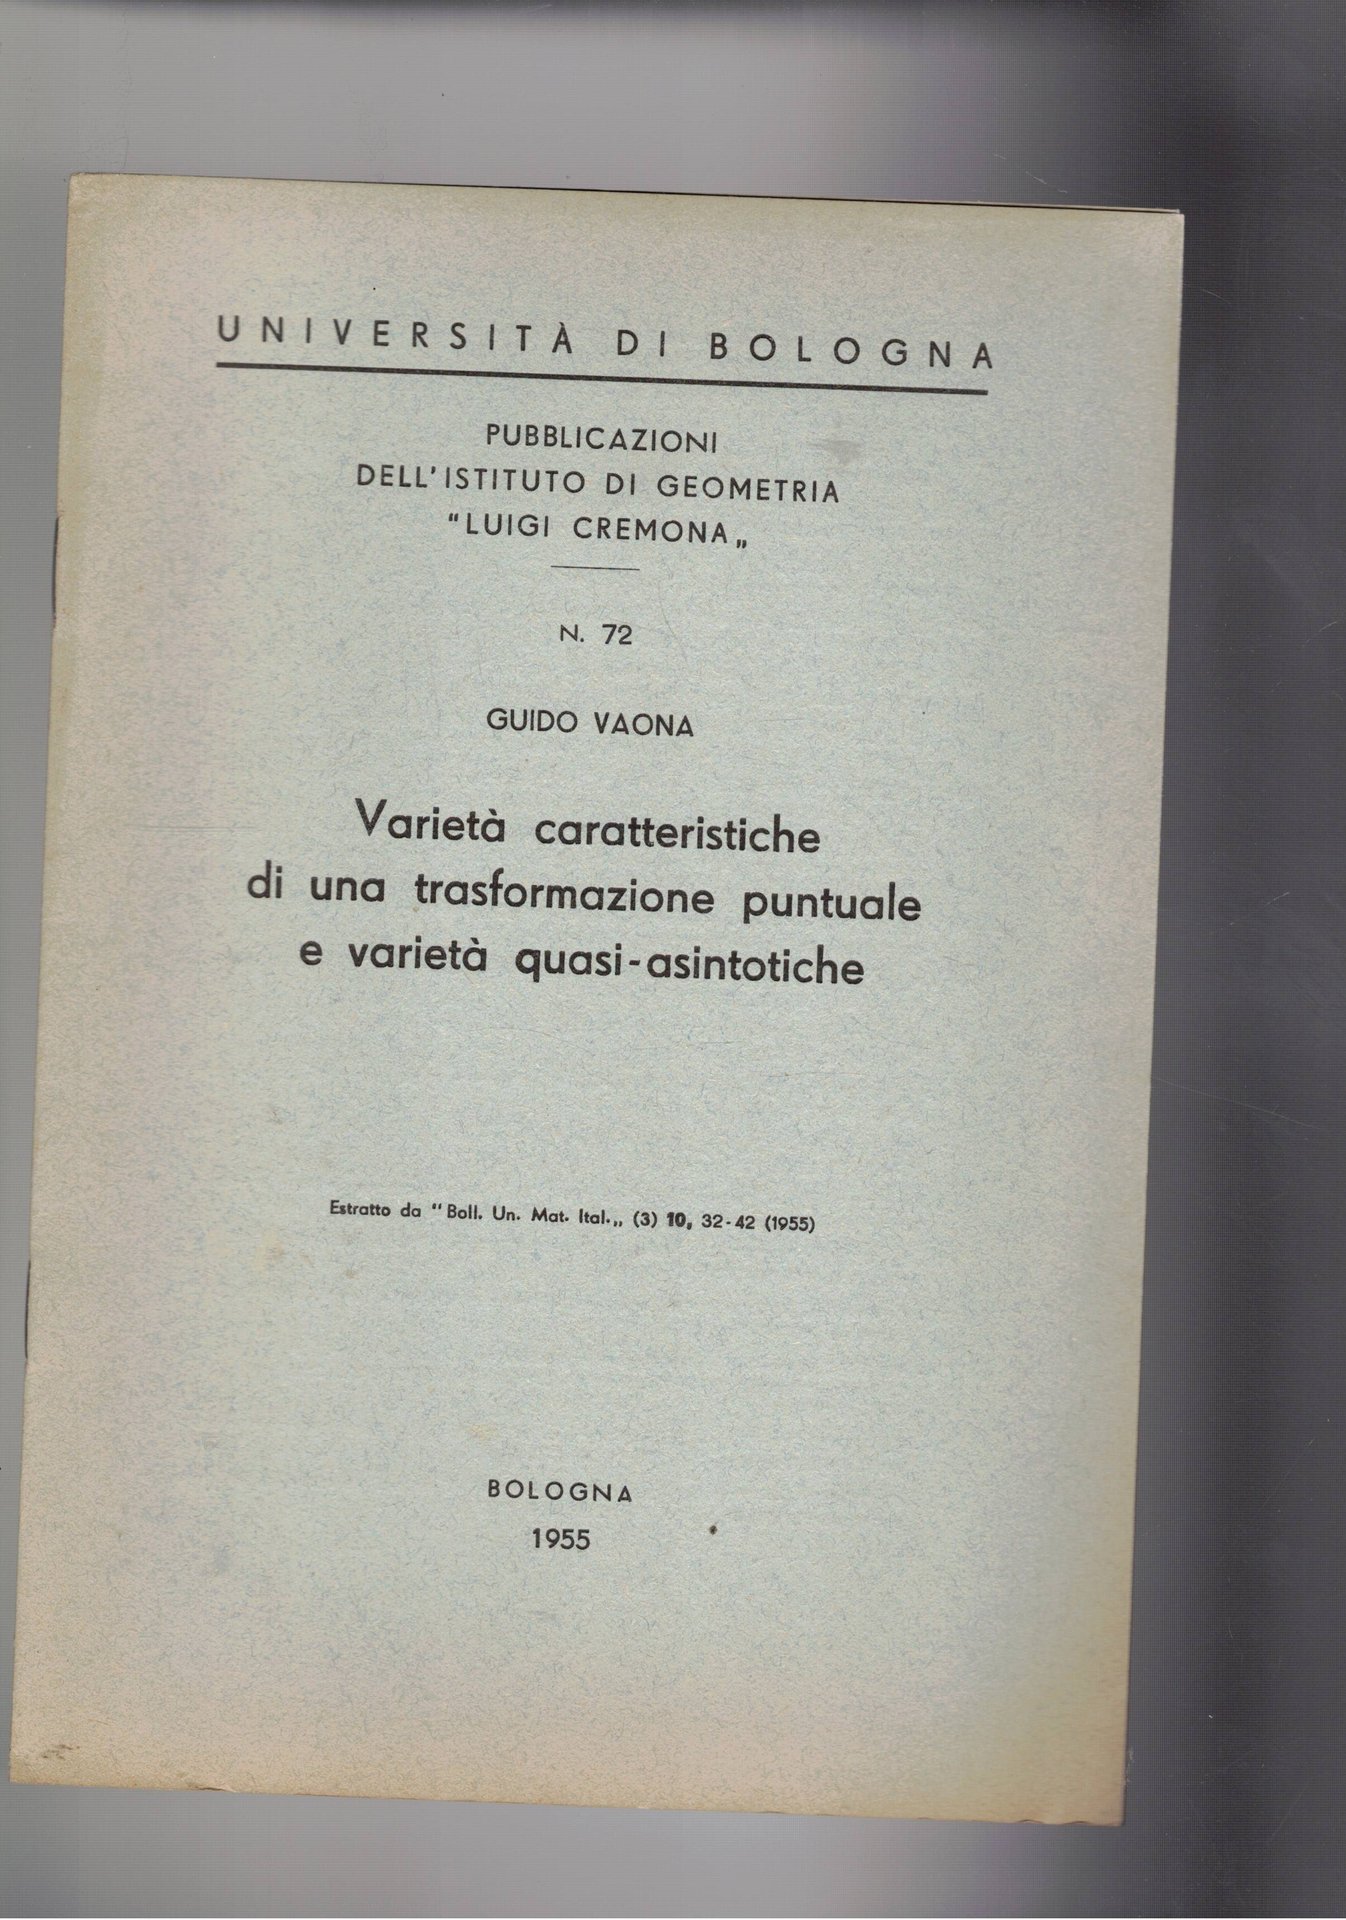 UNIVERSITÀ DI BOLOGNA
PUBBLICAZIONI
DELL'ISTITUTO DI GEOMETRIA
"LUIGI CREMONA„
N. 72
GUIDO VAONA
Varietà caratteristiche
di una trasformazione puntuale
e varietà quasi-asintotiche
Estratto da "Boll. Un. Mat. Ital.„ (3) 10, 32-42 (1955)
BOLOGNA
1955